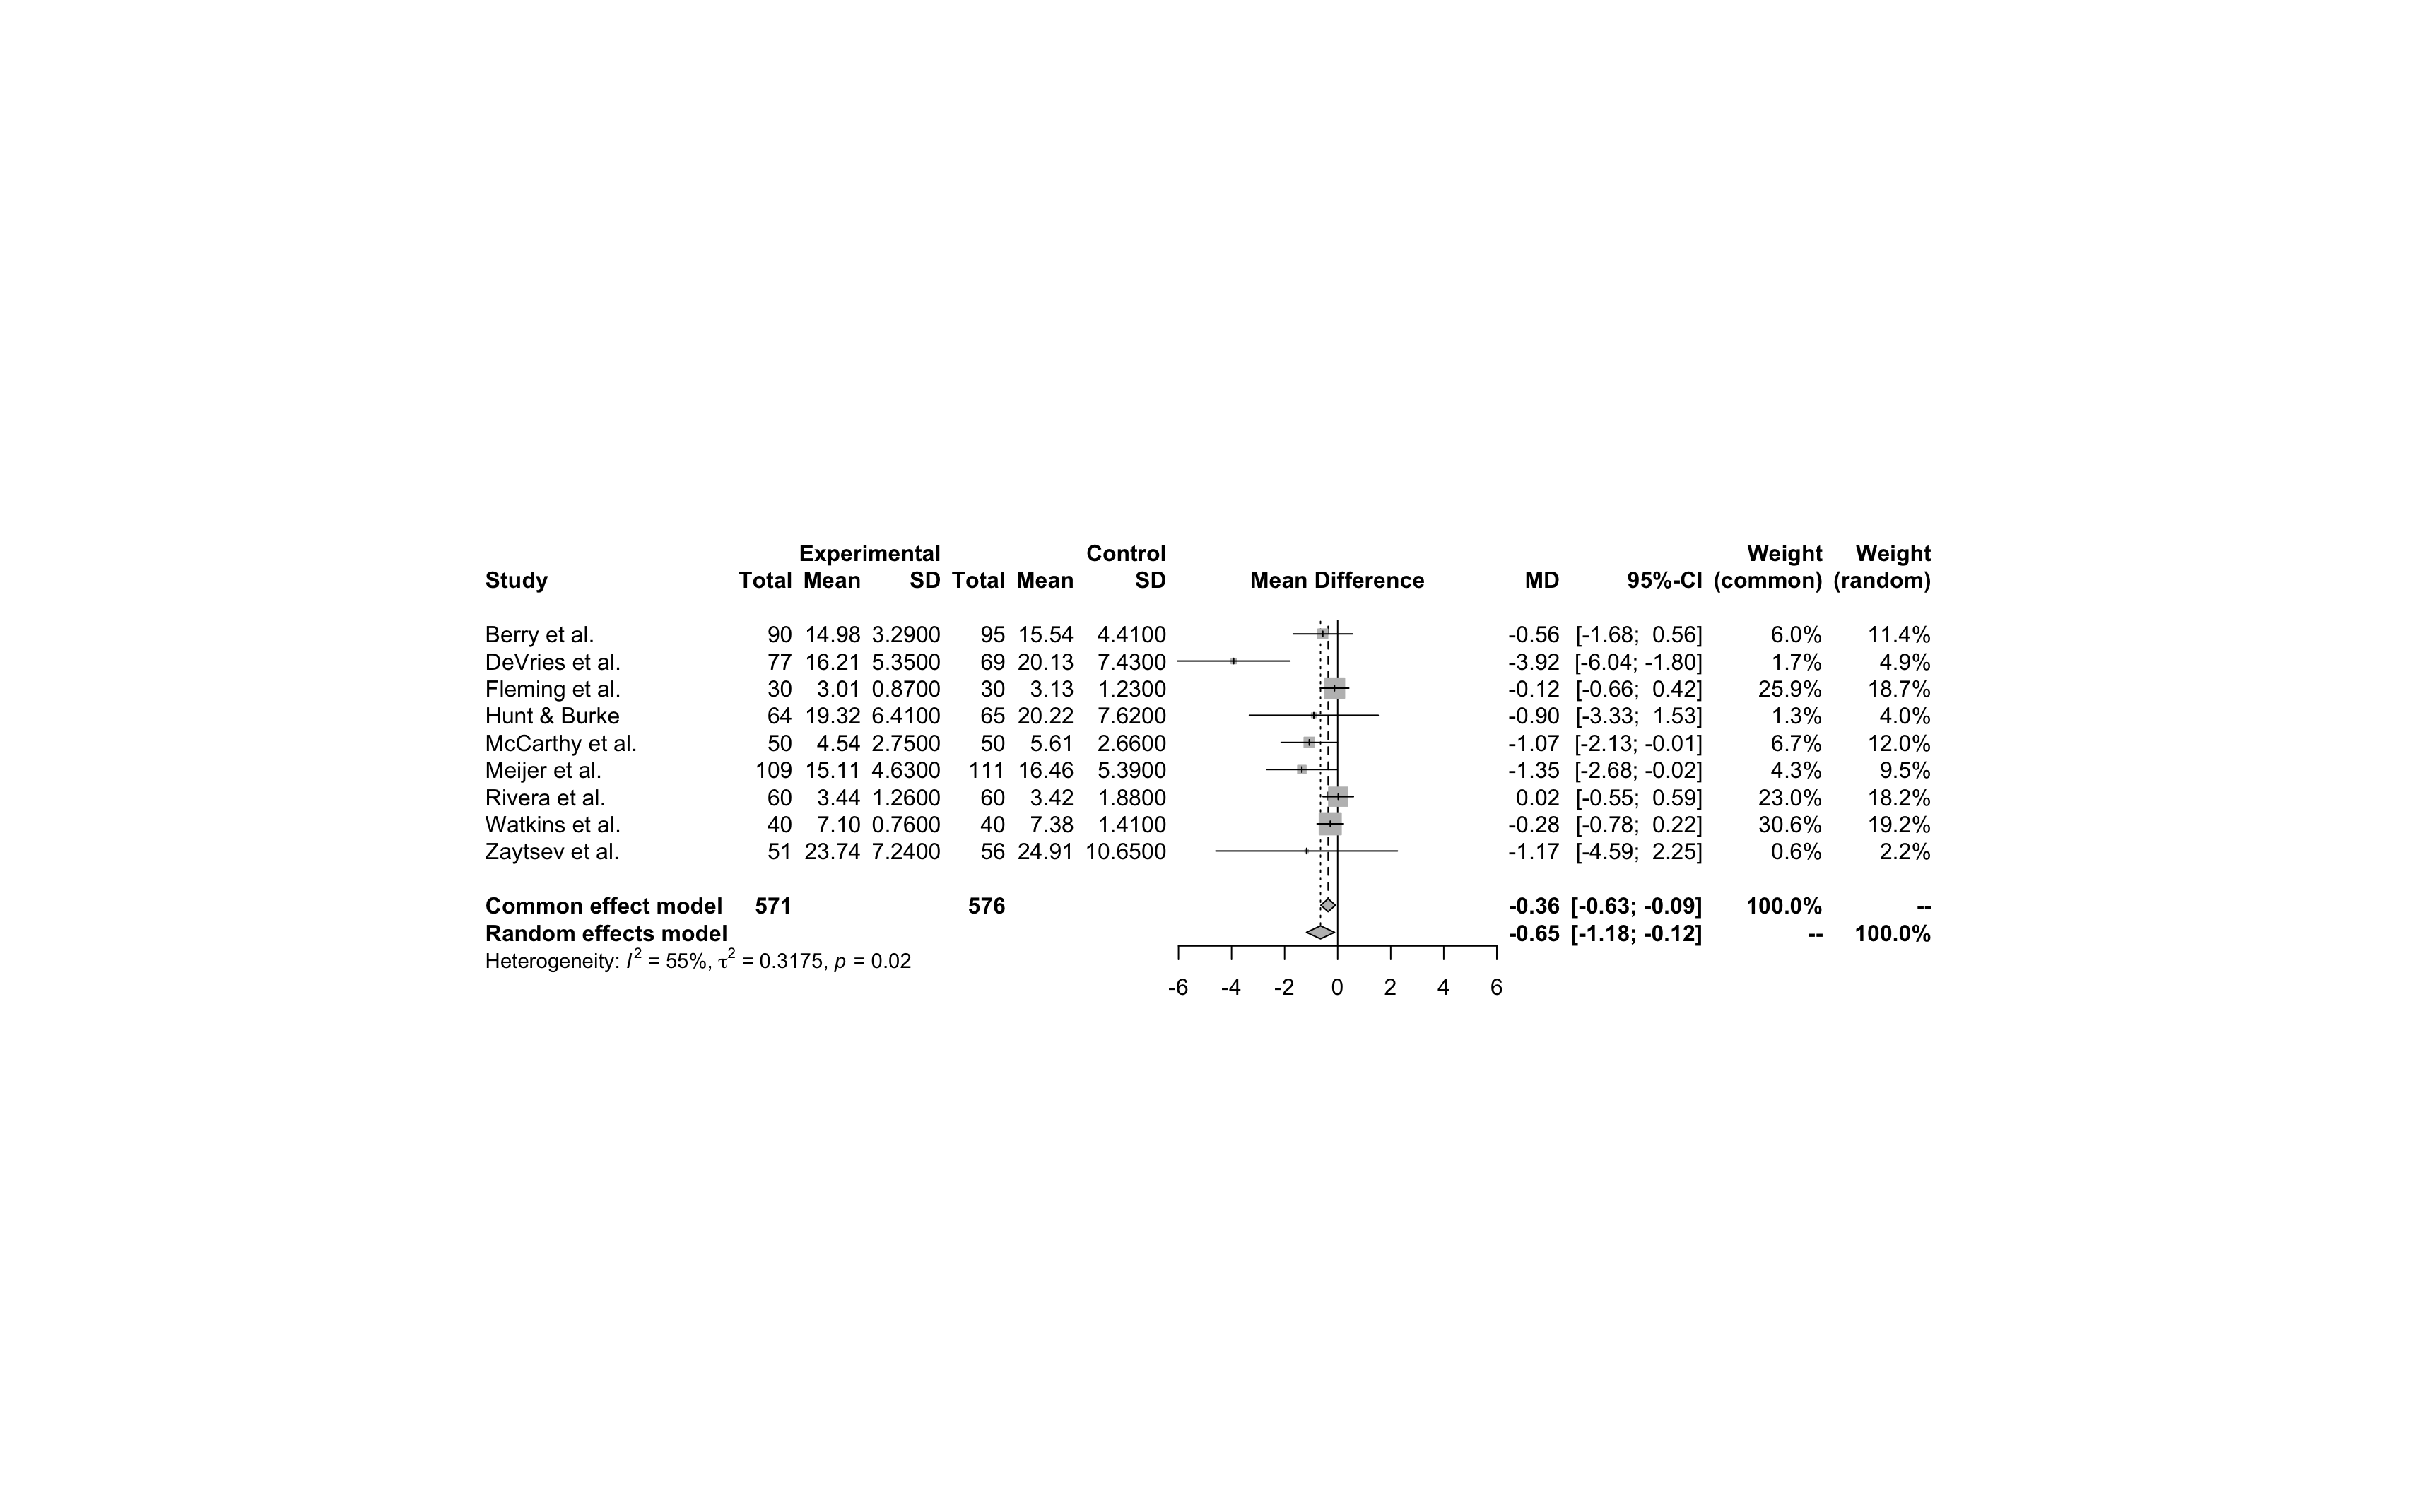 Experimental Control Weight Weight
Study Total Mean SD Total Mean SD Mean Difference MD 95%-CI (common) (random)
Berry et al. 90 14.98 3.2900 95 15.54 4.4100 -0.56 [-1.68; 0.56] 6.0% 11.4%
DeVries et al. 77 16.21 5.3500 69 20.13 7.4300 -3.92 [-6.04; -1.80] 1.7% 4.9%
Fleming et al. 30 3.01 0.8700 30 3.13 1.2300 -0.12 [-0.66; 0.42] 25.9% 18.7%
Hunt & Burke 64 19.32 6.4100 65 20.22 7.6200 -0.90 [-3.33; 1.53] 1.3% 4.0%
McCarthy et al. 50 4.54 2.7500 50 5.61 2.6600 -1.07 [-2.13; -0.01] 6.7% 12.0%
Meijer et al. 109 15.11 4.6300 111 16.46 5.3900 -1.35 [-2.68; -0.02] 4.3% 9.5%
Rivera et al. 60 3.44 1.2600 60 3.42 1.8800 0.02 [-0.55; 0.59] 23.0% 18.2%
Watkins et al. 40 7.10 0.7600 40 7.38 1.4100 -0.28 [-0.78; 0.22] 30.6% 19.2%
Zaytsev et al. 51 23.74 7.2400 56 24.91 10.6500 -1.17 [-4.59; 2.25] 0.6% 2.2%
Common effect model 571 576 -0.36 [-0.63; -0.09] 100.0% --
Random effects model -0.65 [-1.18; -0.12] -- 100.0%
Heterogeneity: I² = 55%, τ² = 0.3175, p = 0.02
-6 -4 -2 0 2 4 6